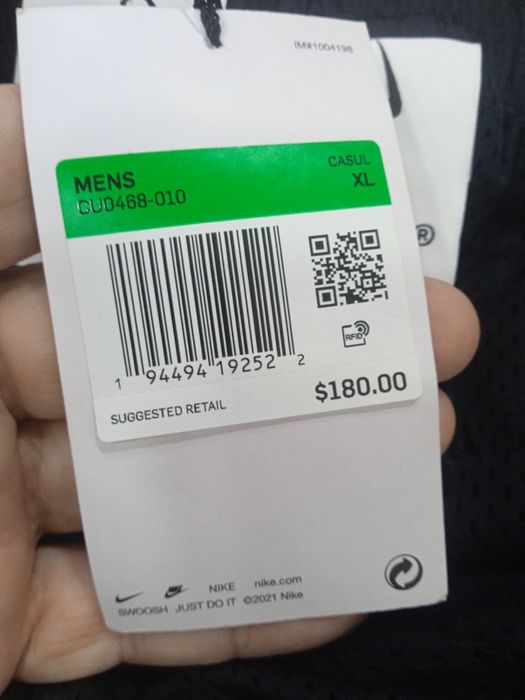 IM#1004198
MENS CASUL
CU0468-010 XL
RFID
1 94494 19252 2
SUGGESTED RETAIL $180.00
NIKE nike.com
SWOOSH JUST DO IT ©2021 Nike
®